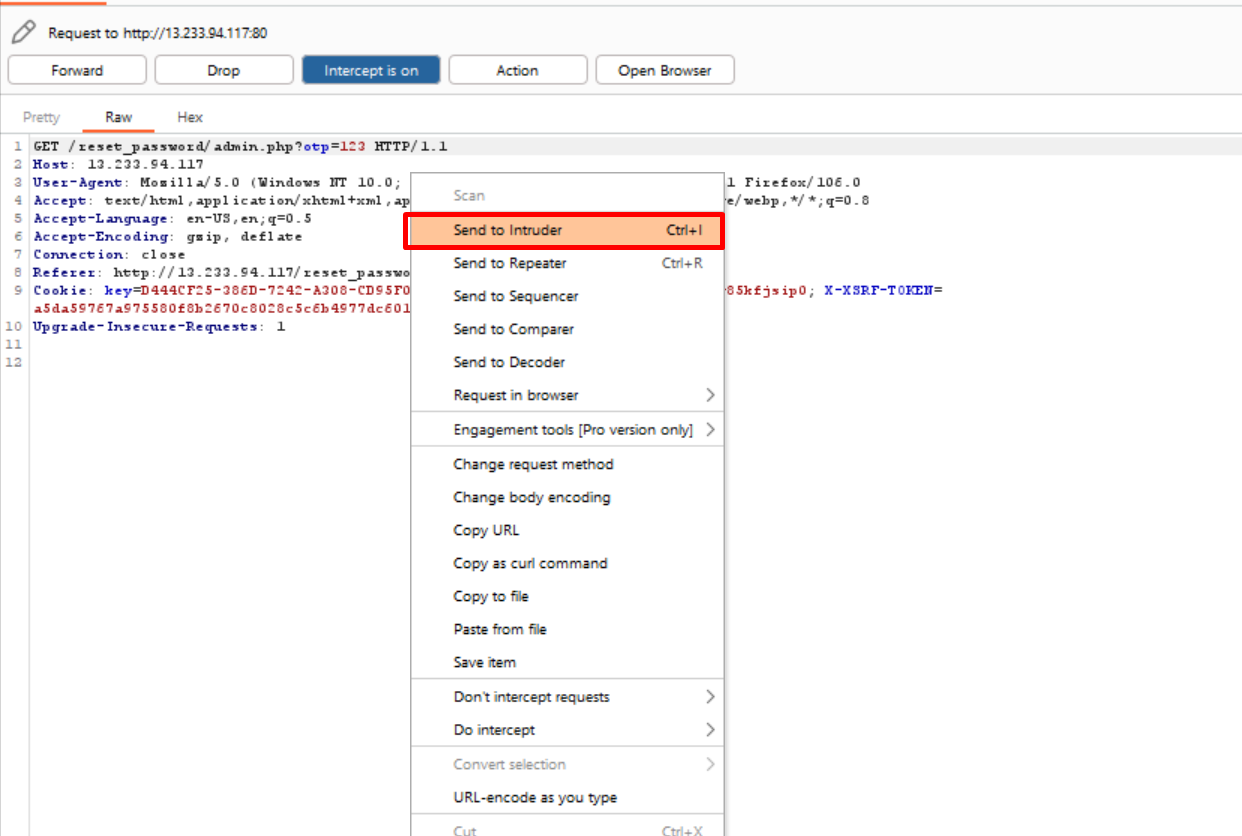 Request to http://13.233.94.117:80
Forward Drop Intercept is on Action Open Browser
Pretty Raw Hex
1 GET /reset_password/admin.php?otp=123 HTTP/1.1
2 Host: 13.233.94.117
3 User-Agent: Mozilla/5.0 (Windows NT 10.0; 1 Firefox/106.0
4 Accept: text/html,application/xhtml+xml,ap e/webp,*/*;q=0.8
5 Accept-Language: en-US,en;q=0.5
6 Accept-Encoding: gzip, deflate
7 Connection: close
8 Referer: http://13.233.94.117/reset_passwo
9 Cookie: key=D444CF25-386D-7242-A308-CD95F0 85kfjsip0; X-XSRF-TOKEN=
a5da59767a975580f8b2670c8028c5c6b4977dc601
10 Upgrade-Insecure-Requests: 1
11
12
Scan
Send to Intruder Ctrl+I
Send to Repeater Ctrl+R
Send to Sequencer
Send to Comparer
Send to Decoder
Request in browser
Engagement tools [Pro version only]
Change request method
Change body encoding
Copy URL
Copy as curl command
Copy to file
Paste from file
Save item
Don't intercept requests
Do intercept
Convert selection
URL-encode as you type
Cut Ctrl+X